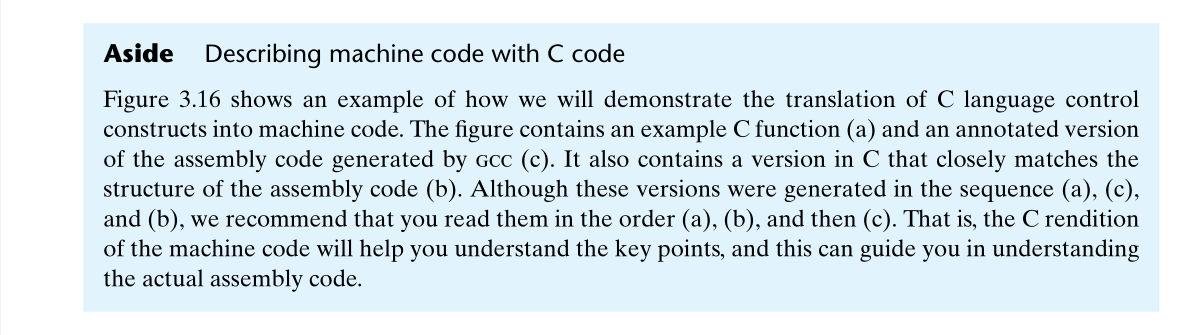 Aside Describing machine code with C code
Figure 3.16 shows an example of how we will demonstrate the translation of C language control
constructs into machine code. The figure contains an example C function (a) and an annotated version
of the assembly code generated by GCC (c). It also contains a version in C that closely matches the
structure of the assembly code (b). Although these versions were generated in the sequence (a), (c),
and (b), we recommend that you read them in the order (a), (b), and then (c). That is, the C rendition
of the machine code will help you understand the key points, and this can guide you in understanding
the actual assembly code.